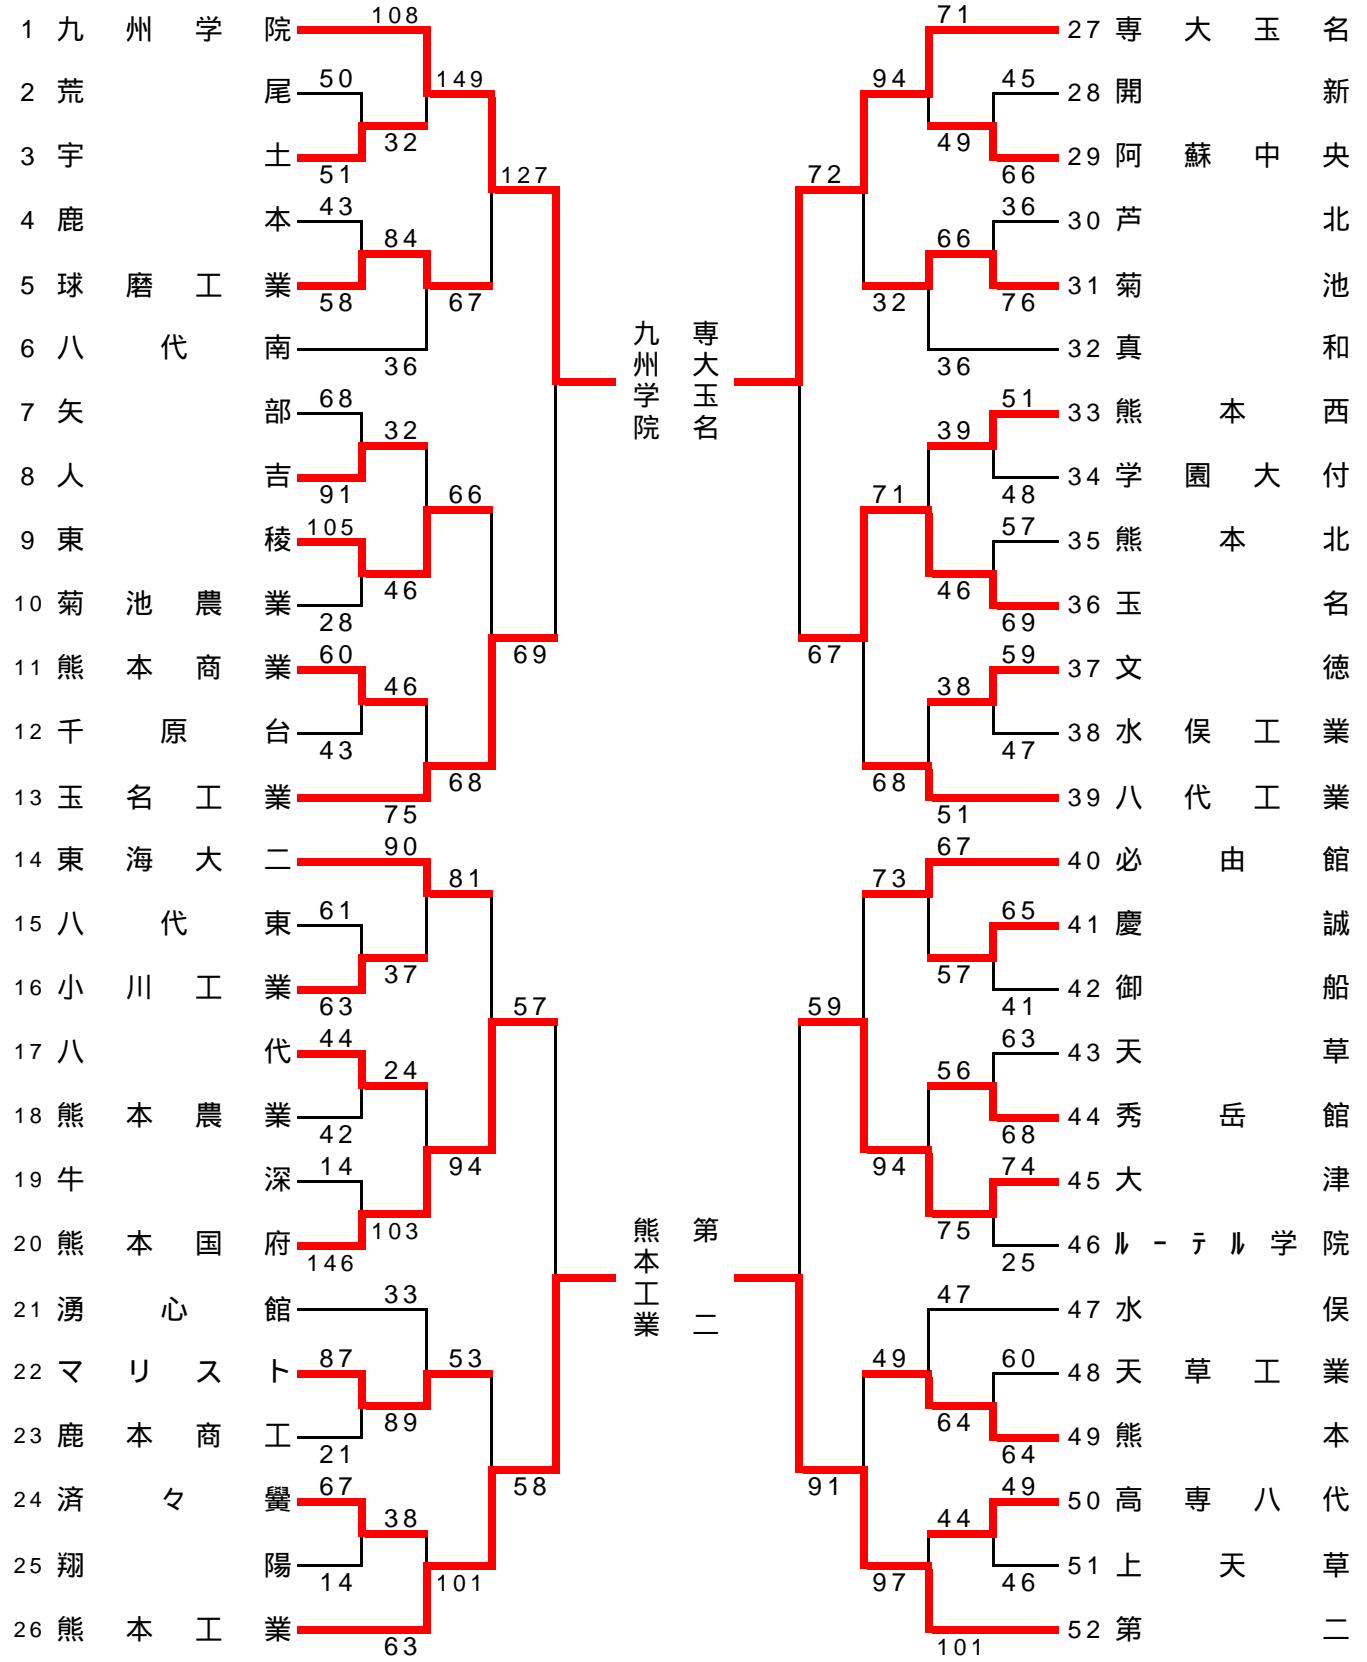 108
1 九州学院
50
2 荒尾
149
32
3 宇土
51
127
43
4 鹿本
84
5 球磨工業
58
67
6 八代南
36
68
7 矢部
32
8 人吉
91
66
105
9 東稜
46
10 菊池農業
28
69
60
11 熊本商業
46
12 千原台
43
68
13 玉名工業
75
90
14 東海大二
81
61
15 八代東
37
16 小川工業
63
57
44
17 八代
24
18 熊本農業
42
94
14
19 牛深
103
20 熊本国府
146
33
21 湧心館
53
87
22 マリスト
89
23 鹿本商工
21
58
67
24 済々黌
38
25 翔陽
14
101
26 熊本工業
63
九州学院
専大玉名
熊本工業
第二
71
27 専大玉名
94
45
28 開新
49
29 阿蘇中央
66
72
36
30 芦北
66
31 菊池
76
32
32 真和
36
51
33 熊本西
39
34 学園大付
48
71
57
35 熊本北
46
36 玉名
69
67
59
37 文徳
38
38 水俣工業
47
68
39 八代工業
51
67
40 必由館
73
65
41 慶誠
57
42 御船
41
59
63
43 天草
56
44 秀岳館
68
94
74
45 大津
75
46 ﾙｰﾃﾙ学院
25
47
47 水俣
49
60
48 天草工業
64
49 熊本
64
91
49
50 高専八代
44
51 上天草
46
97
52 第二
101